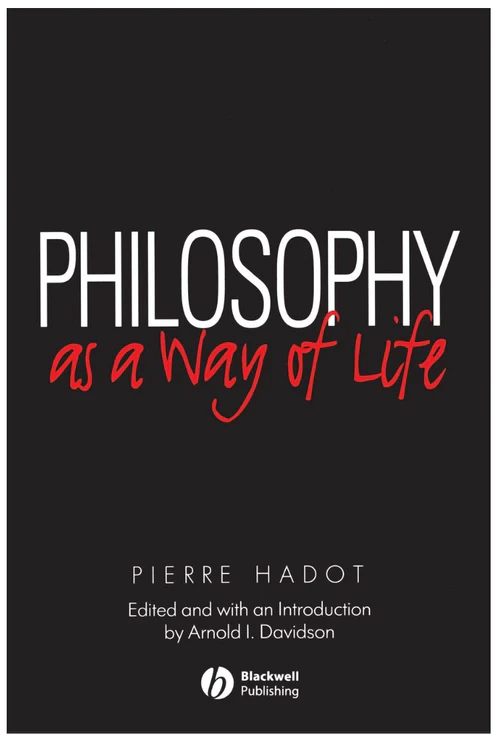 PHILOSOPHY
as a Way of Life
PIERRE HADOT
Edited and with an Introduction
by Arnold I. Davidson
Blackwell
Publishing